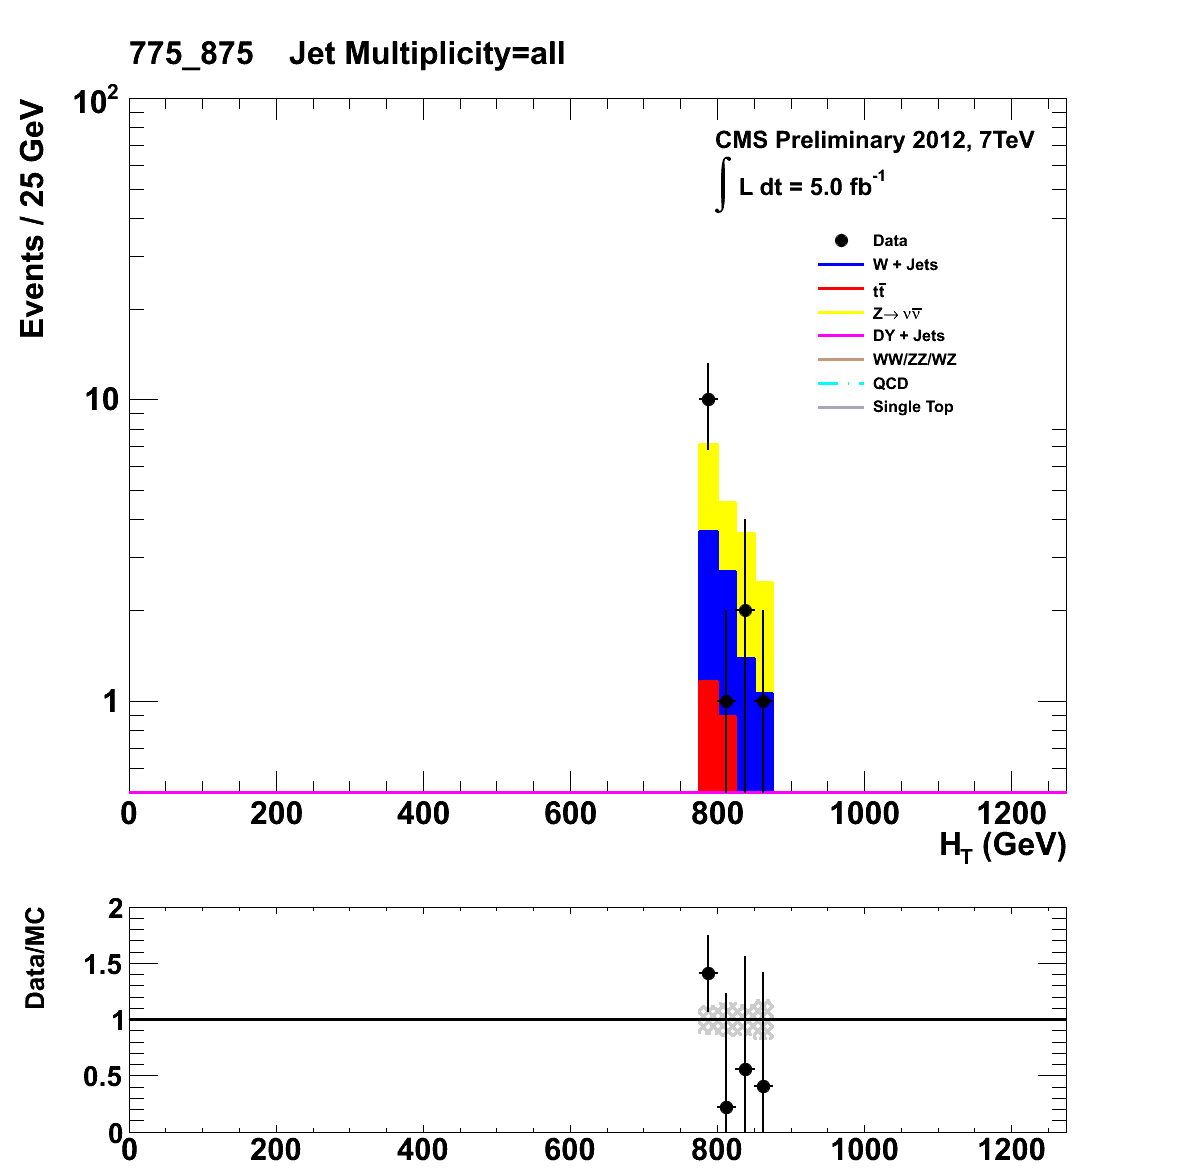 775_875 Jet Multiplicity=all
Events / 25 GeV
10²
10
1
CMS Preliminary 2012, 7TeV
∫ L dt = 5.0 fb⁻¹
Data
W + Jets
tt̅
Z→ νν̅
DY + Jets
WW/ZZ/WZ
QCD
Single Top
0 200 400 600 800 1000 1200
H_T (GeV)
Data/MC
2
1.5
1
0.5
0
0 200 400 600 800 1000 1200